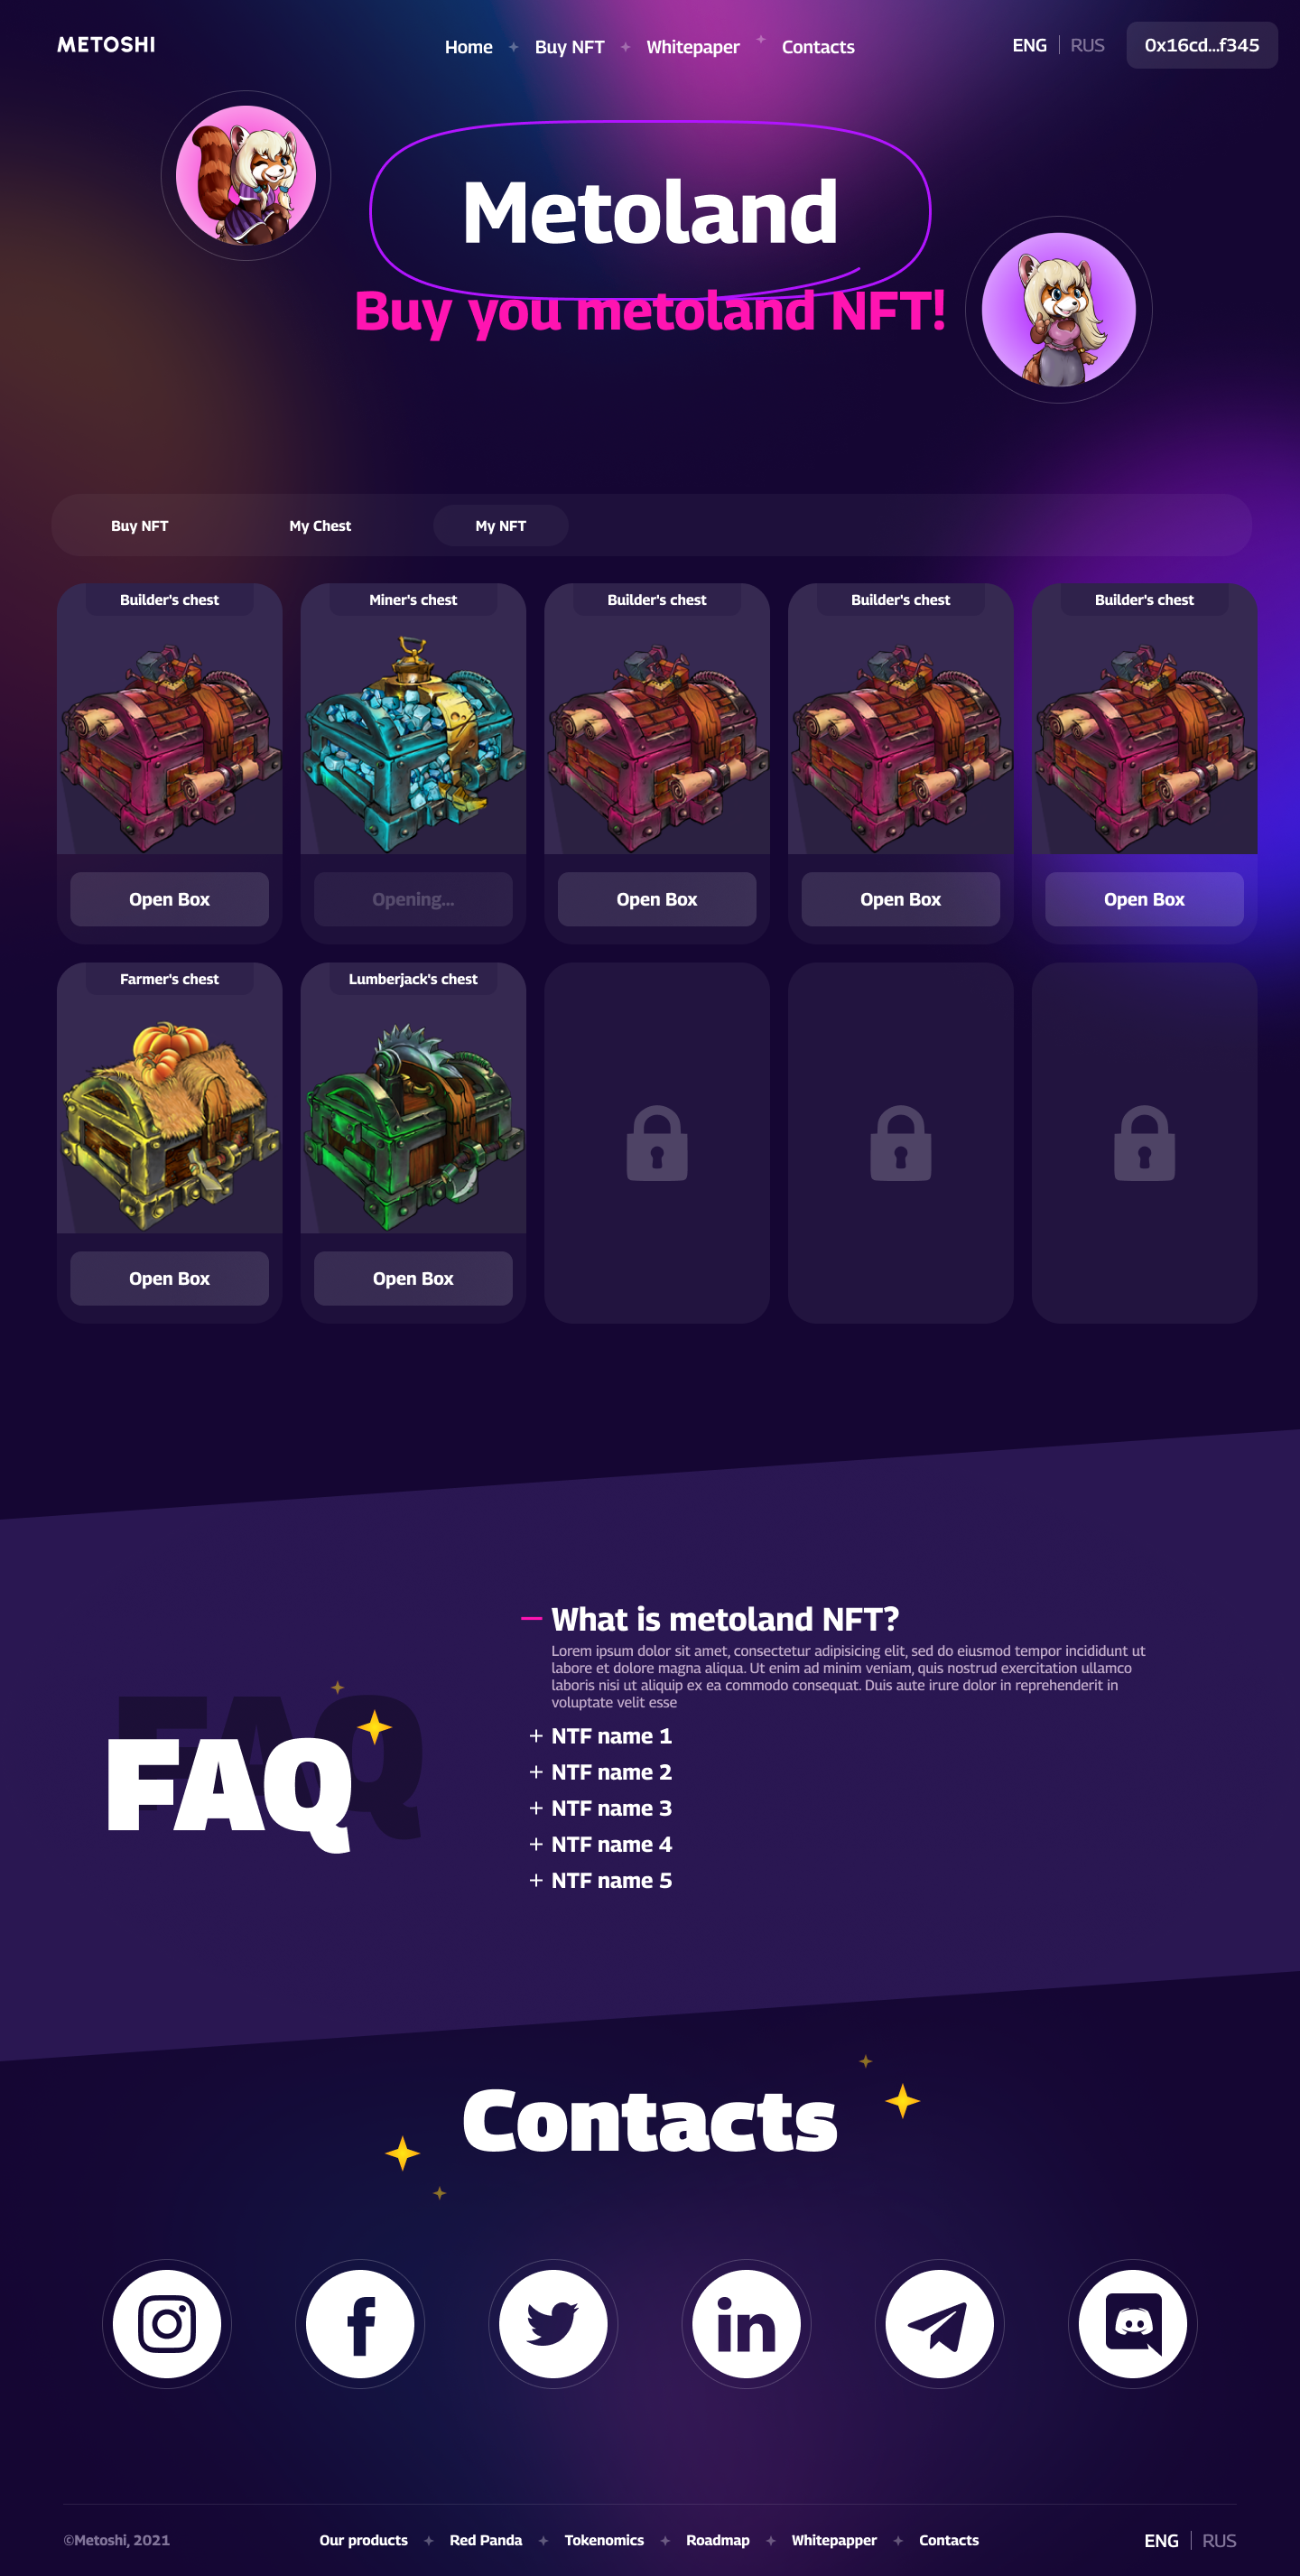 METOSHI
Home
Buy NFT
Whitepaper
Contacts
ENG
RUS
0x16cd...f345
Metoland
Buy you metoland NFT!
Buy NFT
My Chest
My NFT
Builder's chest
Miner's chest
Builder's chest
Builder's chest
Builder's chest
Open Box
Opening...
Open Box
Open Box
Open Box
Farmer's chest
Lumberjack's chest
Open Box
Open Box
FAQ
FAQ
What is metoland NFT?
Lorem ipsum dolor sit amet, consectetur adipisicing elit, sed do eiusmod tempor incididunt ut
labore et dolore magna aliqua. Ut enim ad minim veniam, quis nostrud exercitation ullamco
laboris nisi ut aliquip ex ea commodo consequat. Duis aute irure dolor in reprehenderit in
voluptate velit esse
NTF name 1
NTF name 2
NTF name 3
NTF name 4
NTF name 5
Contacts
©Metoshi, 2021
Our products
Red Panda
Tokenomics
Roadmap
Whitepapper
Contacts
ENG
RUS